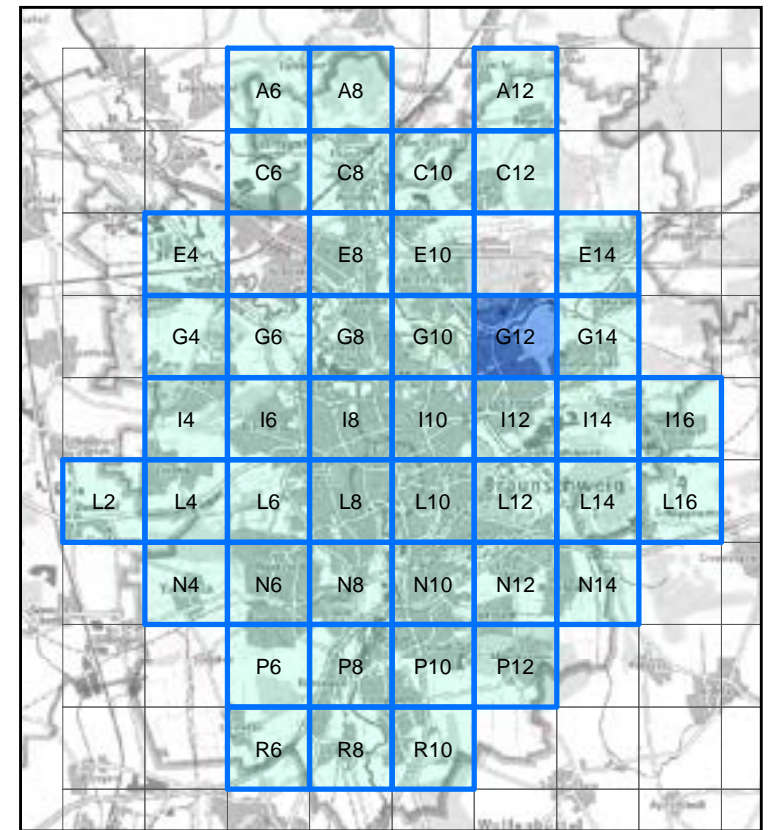 A6 A8 A12
C6 C8 C10 C12
E4 E8 E10 E14
G4 G6 G8 G10 G12 G14
I4 I6 I8 I10 I12 I14 I16
Braunschweig
L2 L4 L6 L8 L10 L12 L14 L16
N4 N6 N8 N10 N12 N14
P6 P8 P10 P12
R6 R8 R10
Wolfenbüttel